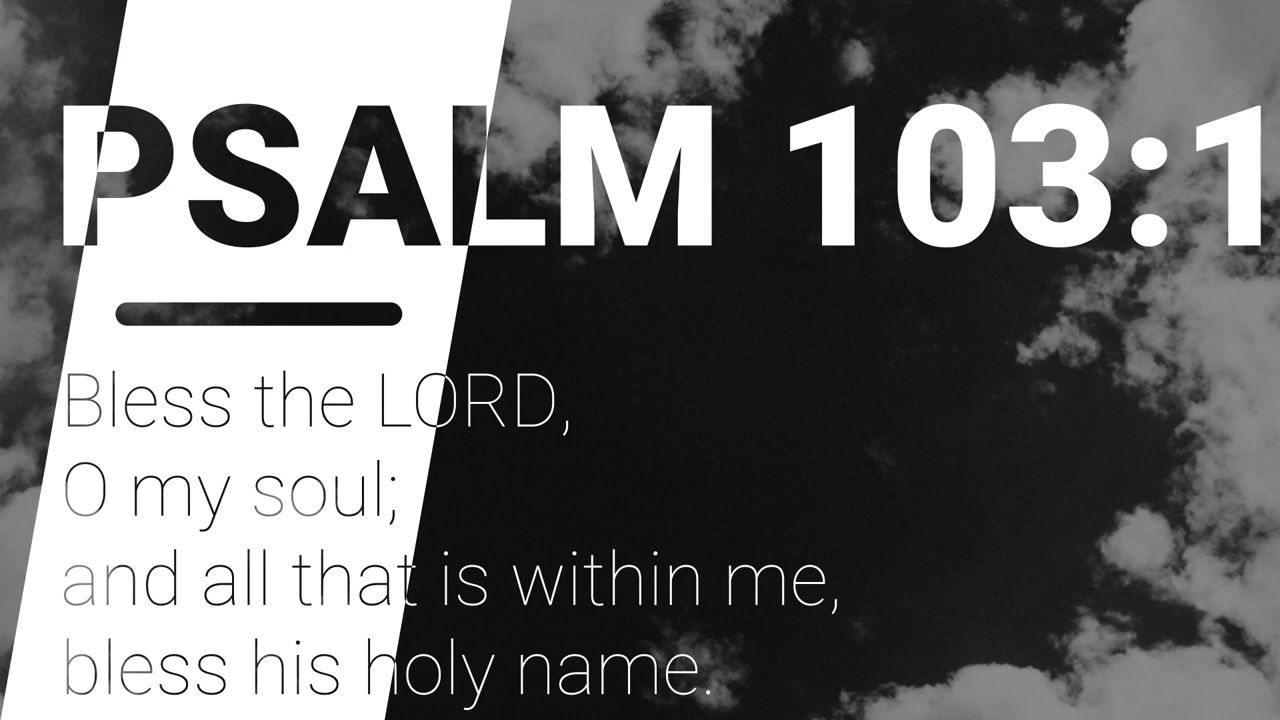 PSALM 103:1
Bless the LORD,
O my soul;
and all that is within me,
bless his holy name.